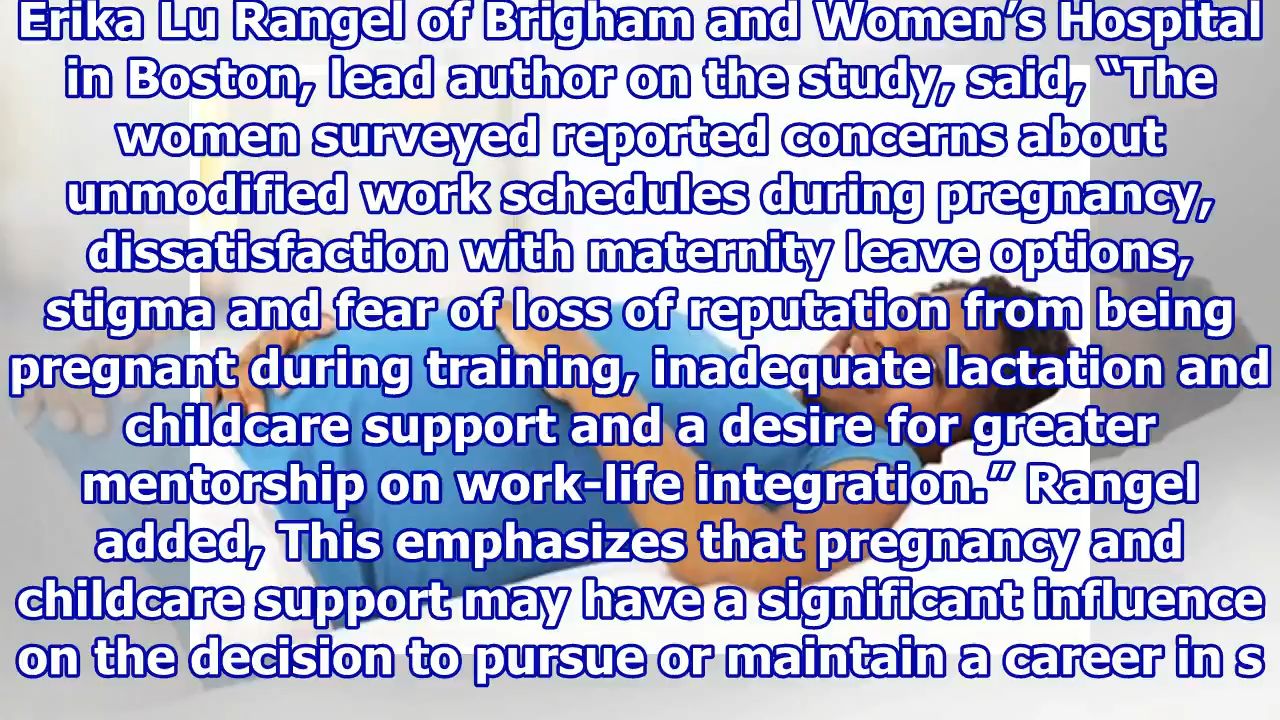 Erika Lu Rangel of Brigham and Women’s Hospital
in Boston, lead author on the study, said, “The
women surveyed reported concerns about
unmodified work schedules during pregnancy,
dissatisfaction with maternity leave options,
stigma and fear of loss of reputation from being
pregnant during training, inadequate lactation and
childcare support and a desire for greater
mentorship on work-life integration.” Rangel
added, This emphasizes that pregnancy and
childcare support may have a significant influence
on the decision to pursue or maintain a career in s